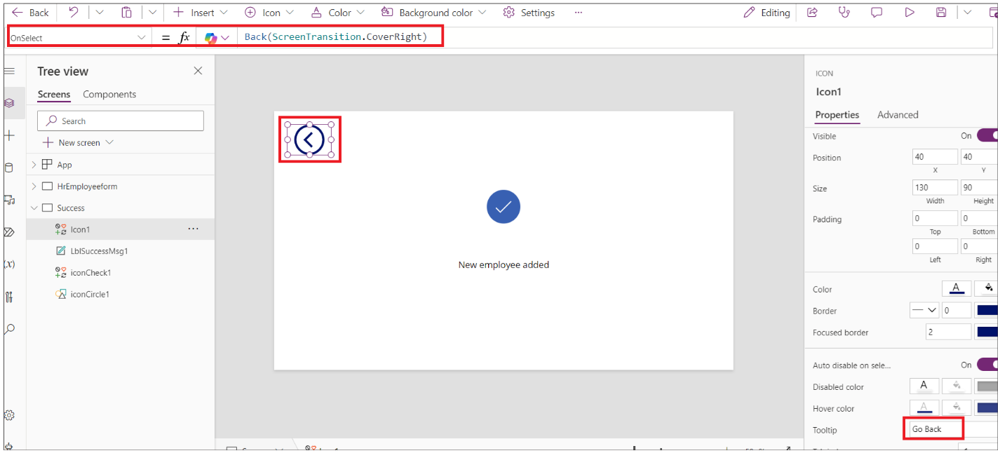 Back Insert Icon Color Background color Settings ... Editing
OnSelect = fx Back(ScreenTransition.CoverRight)
Tree view
Screens Components
Search
New screen
App
HrEmployeeform
Success
Icon1 ...
LblSuccessMsg1
iconCheck1
iconCircle1
New employee added
ICON
Icon1
Properties Advanced
Visible On
Position 40 40
X Y
Size 130 90
Width Height
Padding 0 0
Top Bottom
0 0
Left Right
Color A
Border 0
Focused border 2
Auto disable on sele... On
Disabled color A
Hover color A
Tooltip Go Back